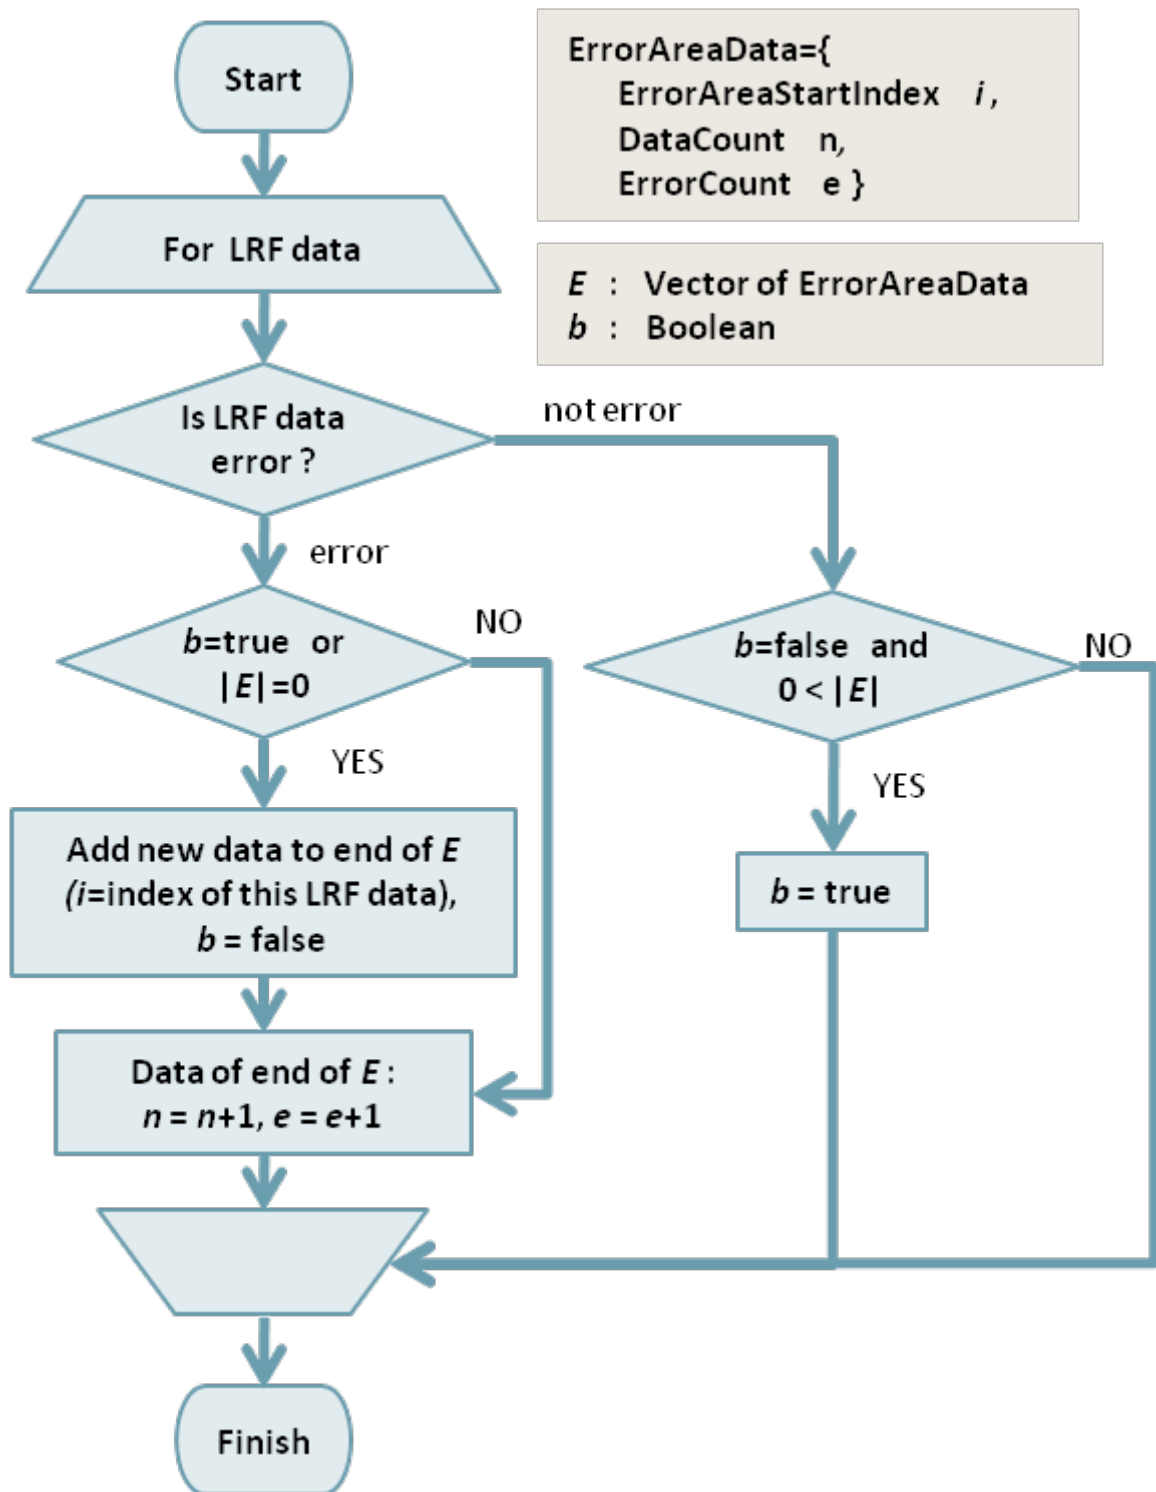 Start
ErrorAreaData={
ErrorAreaStartIndex i,
DataCount n,
ErrorCount e }
For LRF data
E : Vector of ErrorAreaData
b : Boolean
Is LRF data
error ?
not error
error
b=true or
|E|=0
NO
YES
b=false and
0 < |E|
NO
YES
Add new data to end of E
(i=index of this LRF data),
b = false
b = true
Data of end of E :
n = n+1, e = e+1
Finish